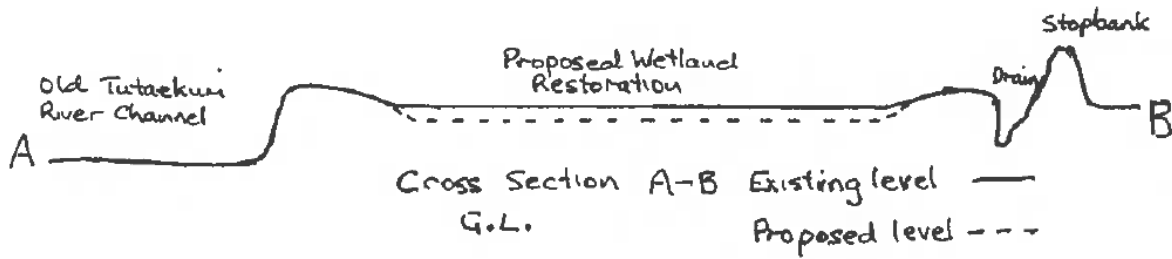 Stopbank
Proposed Wetland
Restoration
Drain
Old Tutaekuri
River Channel
A
B
Cross Section A-B Existing level
G.L.
Proposed level